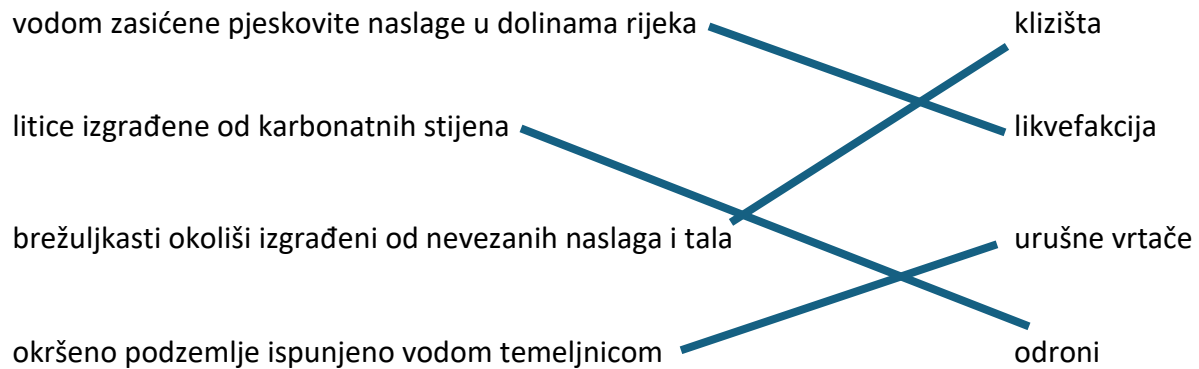 vodom zasićene pjeskovite naslage u dolinama rijeka klizišta
litice izgrađene od karbonatnih stijena likvefakcija
brežuljkasti okoliši izgrađeni od nevezanih naslaga i tala urušne vrtače
okršeno podzemlje ispunjeno vodom temeljnicom odroni